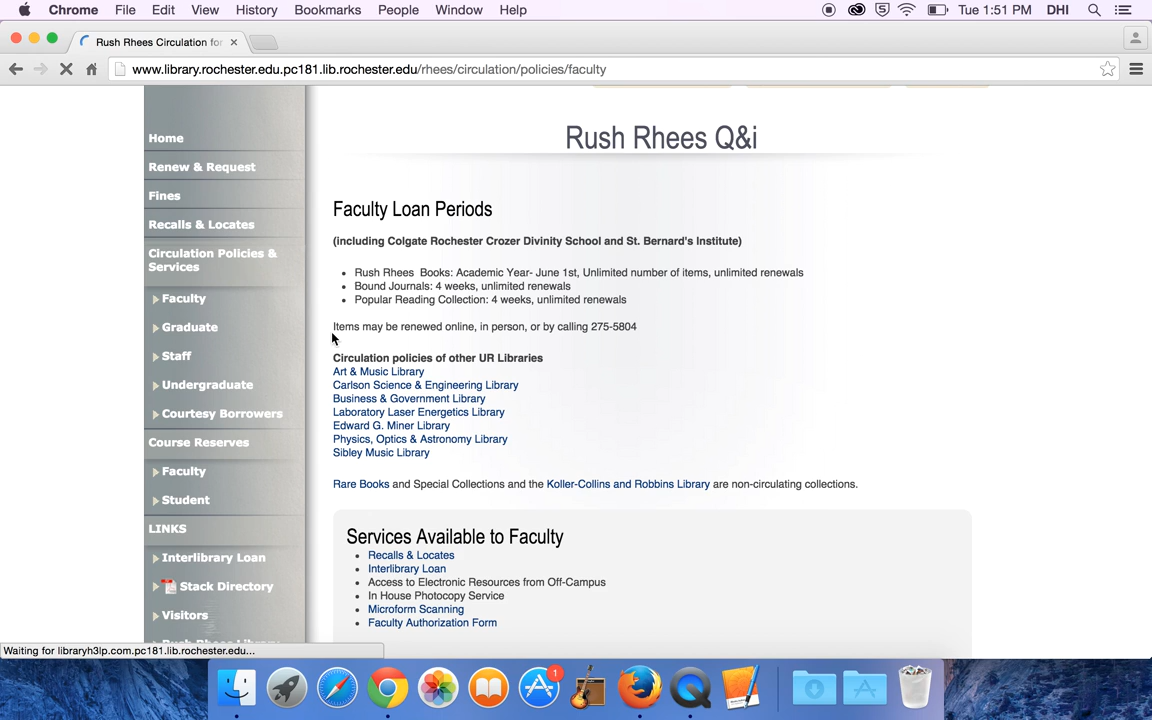 Chrome File Edit View History Bookmarks People Window Help Tue 1:51 PM DHI
Rush Rhees Circulation for
www.library.rochester.edu.pc181.lib.rochester.edu/rhees/circulation/policies/faculty
Home
Renew & Request
Fines
Recalls & Locates
Circulation Policies &
Services
Faculty
Graduate
Staff
Undergraduate
Courtesy Borrowers
Course Reserves
Faculty
Student
LINKS
Interlibrary Loan
Stack Directory
Visitors
Rush Rhees Q&i
Faculty Loan Periods
(including Colgate Rochester Crozer Divinity School and St. Bernard's Institute)
Rush Rhees Books: Academic Year- June 1st, Unlimited number of items, unlimited renewals
Bound Journals: 4 weeks, unlimited renewals
Popular Reading Collection: 4 weeks, unlimited renewals
Items may be renewed online, in person, or by calling 275-5804
Circulation policies of other UR Libraries
Art & Music Library
Carlson Science & Engineering Library
Business & Government Library
Laboratory Laser Energetics Library
Edward G. Miner Library
Physics, Optics & Astronomy Library
Sibley Music Library
Rare Books and Special Collections and the Koller-Collins and Robbins Library are non-circulating collections.
Services Available to Faculty
Recalls & Locates
Interlibrary Loan
Access to Electronic Resources from Off-Campus
In House Photocopy Service
Microform Scanning
Faculty Authorization Form
Waiting for libraryh3lp.com.pc181.lib.rochester.edu...
1